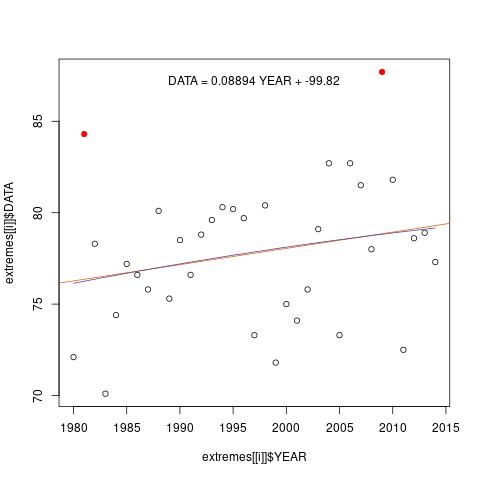 DATA = 0.08894 YEAR + -99.82
extremes[[i]]$DATA
85
80
75
70
1980 1985 1990 1995 2000 2005 2010 2015
extremes[[i]]$YEAR